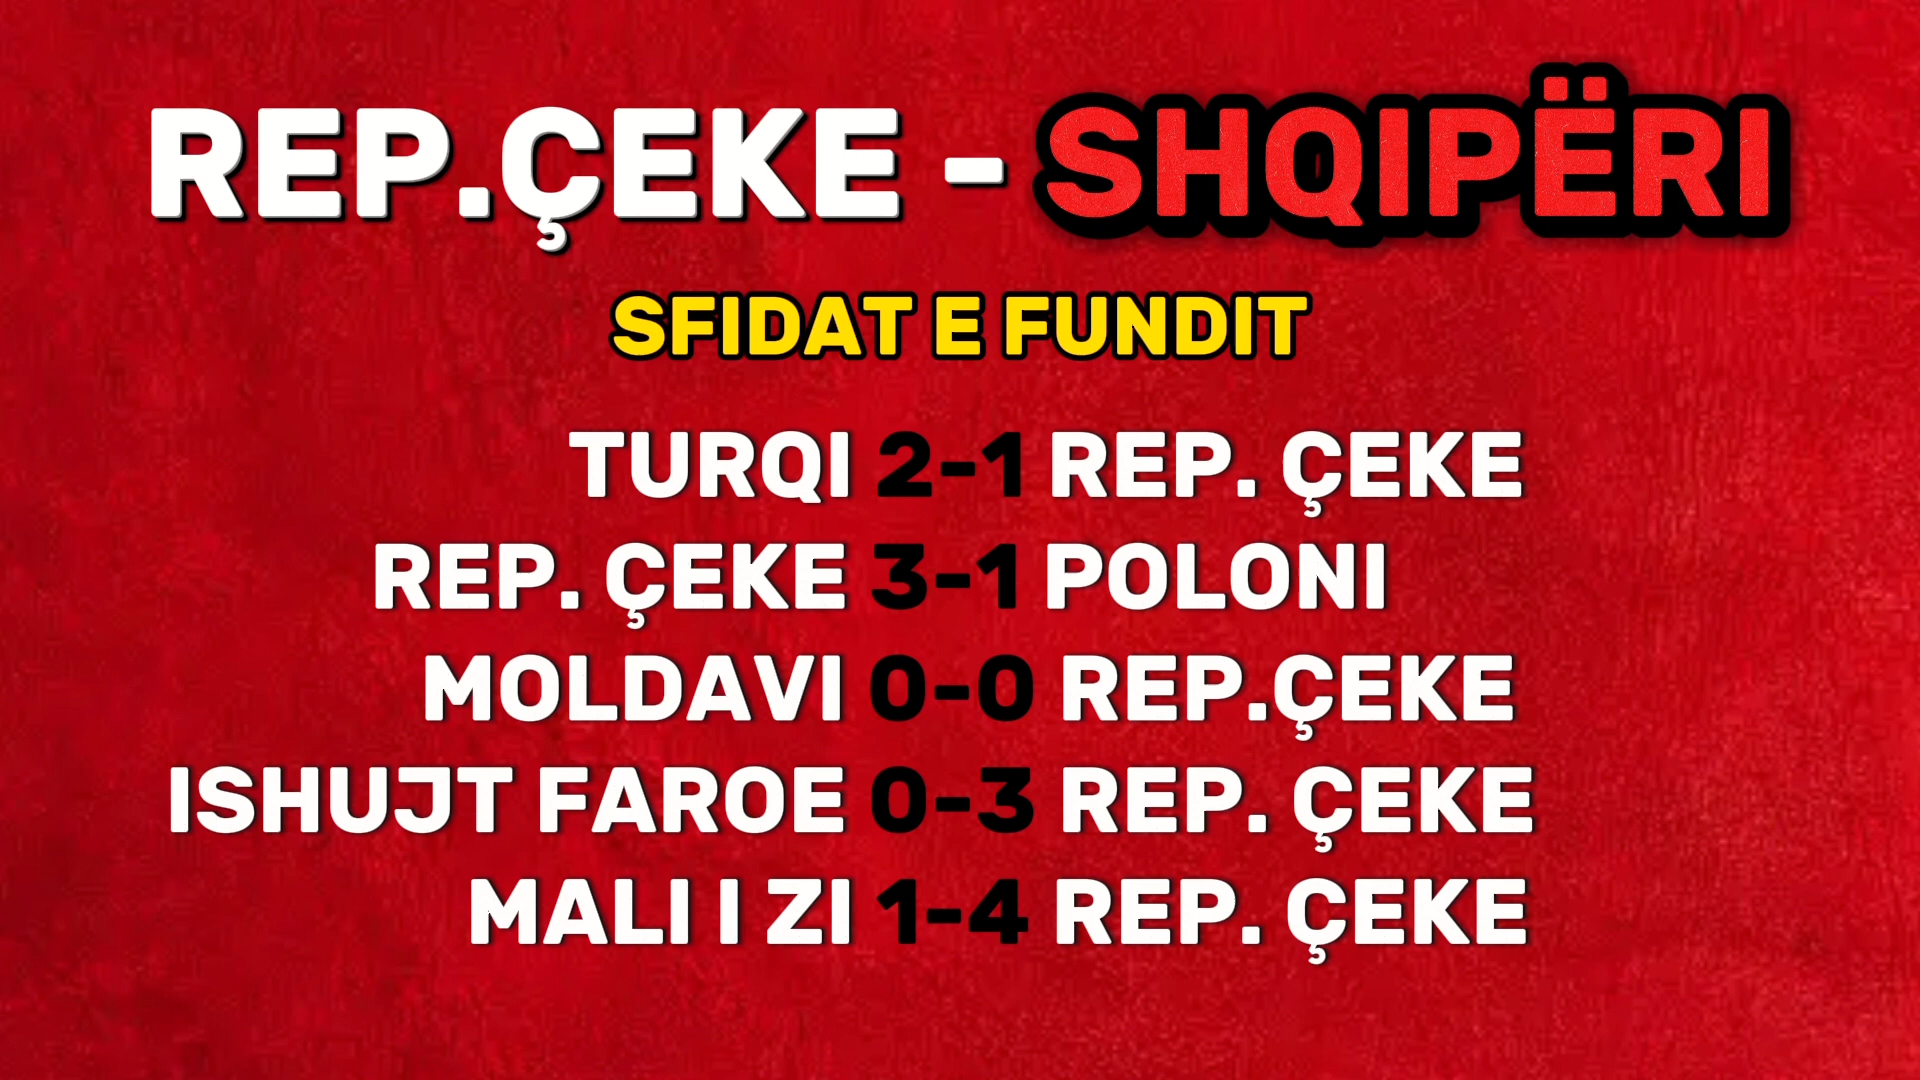 REP.ÇEKE - SHQIPËRI
SFIDAT E FUNDIT
TURQI 2-1 REP. ÇEKE
REP. ÇEKE 3-1 POLONI
MOLDAVI 0-0 REP.ÇEKE
ISHUJT FAROE 0-3 REP. ÇEKE
MALI I ZI 1-4 REP. ÇEKE